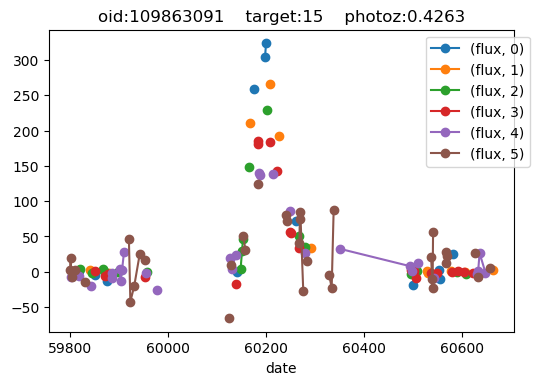 oid:109863091    target:15    photoz:0.4263
(flux, 0)
(flux, 1)
(flux, 2)
(flux, 3)
(flux, 4)
(flux, 5)
300
250
200
150
100
50
0
−50
59800 60000 60200 60400 60600
date